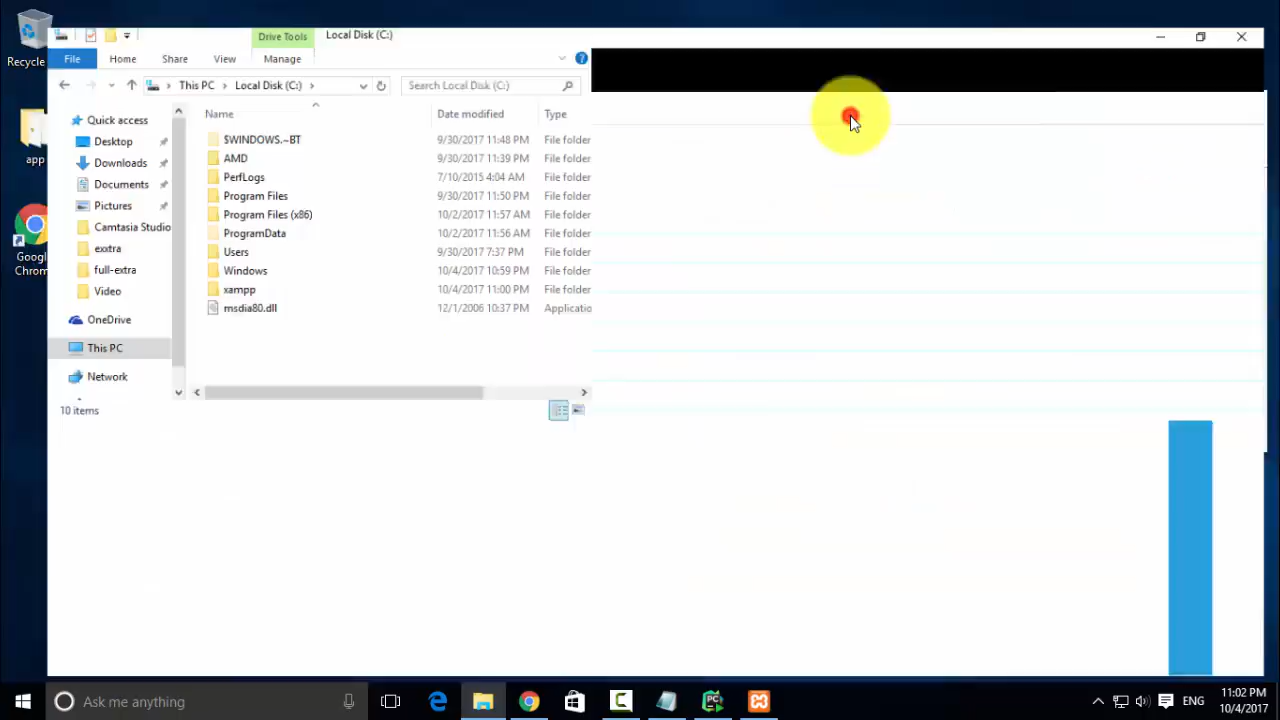 Recycle
app
Google
Chrom
Drive Tools
Local Disk (C:)
File
Home
Share
View
Manage
This PC
Local Disk (C:)
Search Local Disk (C:)
Quick access
Desktop
Downloads
Documents
Pictures
Camtasia Studio
exxtra
full-extra
Video
OneDrive
This PC
Network
Name Date modified Type
$WINDOWS.~BT 9/30/2017 11:48 PM File folder
AMD 9/30/2017 11:39 PM File folder
PerfLogs 7/10/2015 4:04 AM File folder
Program Files 9/30/2017 11:50 PM File folder
Program Files (x86) 10/2/2017 11:57 AM File folder
ProgramData 10/2/2017 11:56 AM File folder
Users 9/30/2017 7:37 PM File folder
Windows 10/4/2017 10:59 PM File folder
xampp 10/4/2017 11:00 PM File folder
msdia80.dll 12/1/2006 10:37 PM Applicatio
10 items
Ask me anything
PC
ENG
11:02 PM
10/4/2017